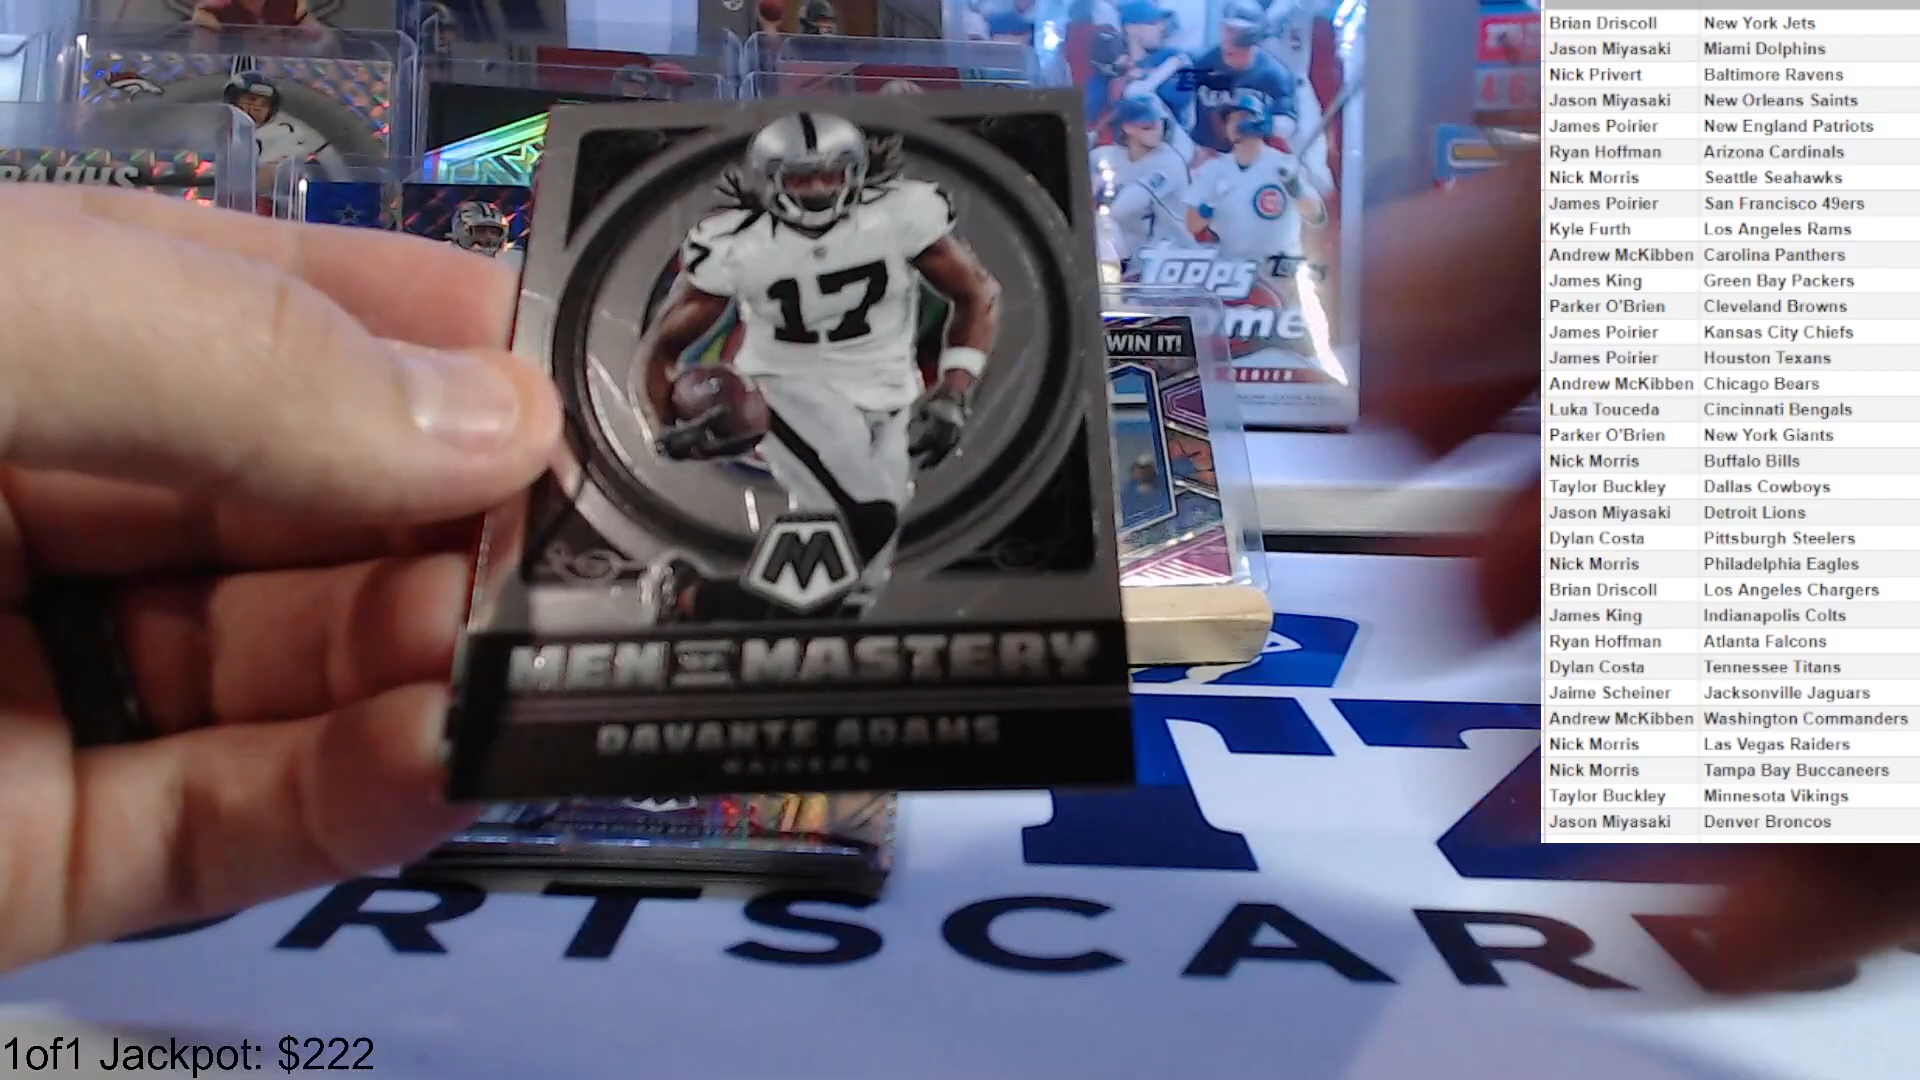 Brian Driscoll New York Jets
Jason Miyasaki Miami Dolphins
Nick Privert Baltimore Ravens
Jason Miyasaki New Orleans Saints
James Poirier New England Patriots
Ryan Hoffman Arizona Cardinals
Nick Morris Seattle Seahawks
James Poirier San Francisco 49ers
Kyle Furth Los Angeles Rams
Andrew McKibben Carolina Panthers
James King Green Bay Packers
Parker O'Brien Cleveland Browns
James Poirier Kansas City Chiefs
James Poirier Houston Texans
Andrew McKibben Chicago Bears
Luka Touceda Cincinnati Bengals
Parker O'Brien New York Giants
Nick Morris Buffalo Bills
Taylor Buckley Dallas Cowboys
Jason Miyasaki Detroit Lions
Dylan Costa Pittsburgh Steelers
Nick Morris Philadelphia Eagles
Brian Driscoll Los Angeles Chargers
James King Indianapolis Colts
Ryan Hoffman Atlanta Falcons
Dylan Costa Tennessee Titans
Jaime Scheiner Jacksonville Jaguars
Andrew McKibben Washington Commanders
Nick Morris Las Vegas Raiders
Nick Morris Tampa Bay Buccaneers
Taylor Buckley Minnesota Vikings
Jason Miyasaki Denver Broncos
Topps
WIN IT!
17
M
MEN OF MASTERY
DAVANTE ADAMS
RAIDERS
ORTSCARD
1of1 Jackpot: $222